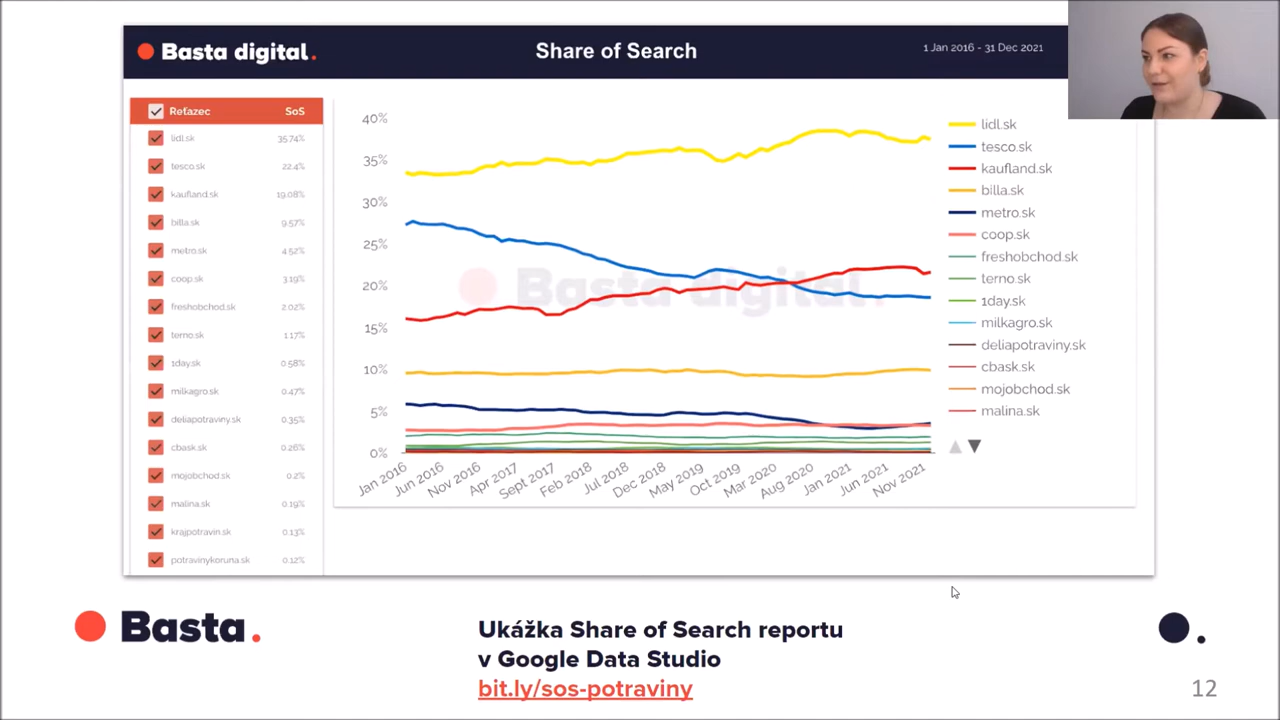 Basta digital.
Share of Search
1 Jan 2016 - 31 Dec 2021
Reťazec SoS
lidl.sk 35.74%
tesco.sk 22.4%
kaufland.sk 19.08%
billa.sk 9.57%
metro.sk 4.52%
coop.sk 3.19%
freshobchod.sk 2.02%
terno.sk 1.17%
1day.sk 0.58%
milkagro.sk 0.47%
deliapotraviny.sk 0.35%
cbask.sk 0.26%
mojobchod.sk 0.2%
malina.sk 0.19%
krajpotravin.sk 0.13%
potravinykoruna.sk 0.12%
40%
35%
30%
25%
20%
15%
10%
5%
0%
Basta digital.
Jan 2016
Jun 2016
Nov 2016
Apr 2017
Sept 2017
Feb 2018
Jul 2018
Dec 2018
May 2019
Oct 2019
Mar 2020
Aug 2020
Jan 2021
Jun 2021
Nov 2021
lidl.sk
tesco.sk
kaufland.sk
billa.sk
metro.sk
coop.sk
freshobchod.sk
terno.sk
1day.sk
milkagro.sk
deliapotraviny.sk
cbask.sk
mojobchod.sk
malina.sk
Basta.
Ukážka Share of Search reportu
v Google Data Studio
bit.ly/sos-potraviny
12